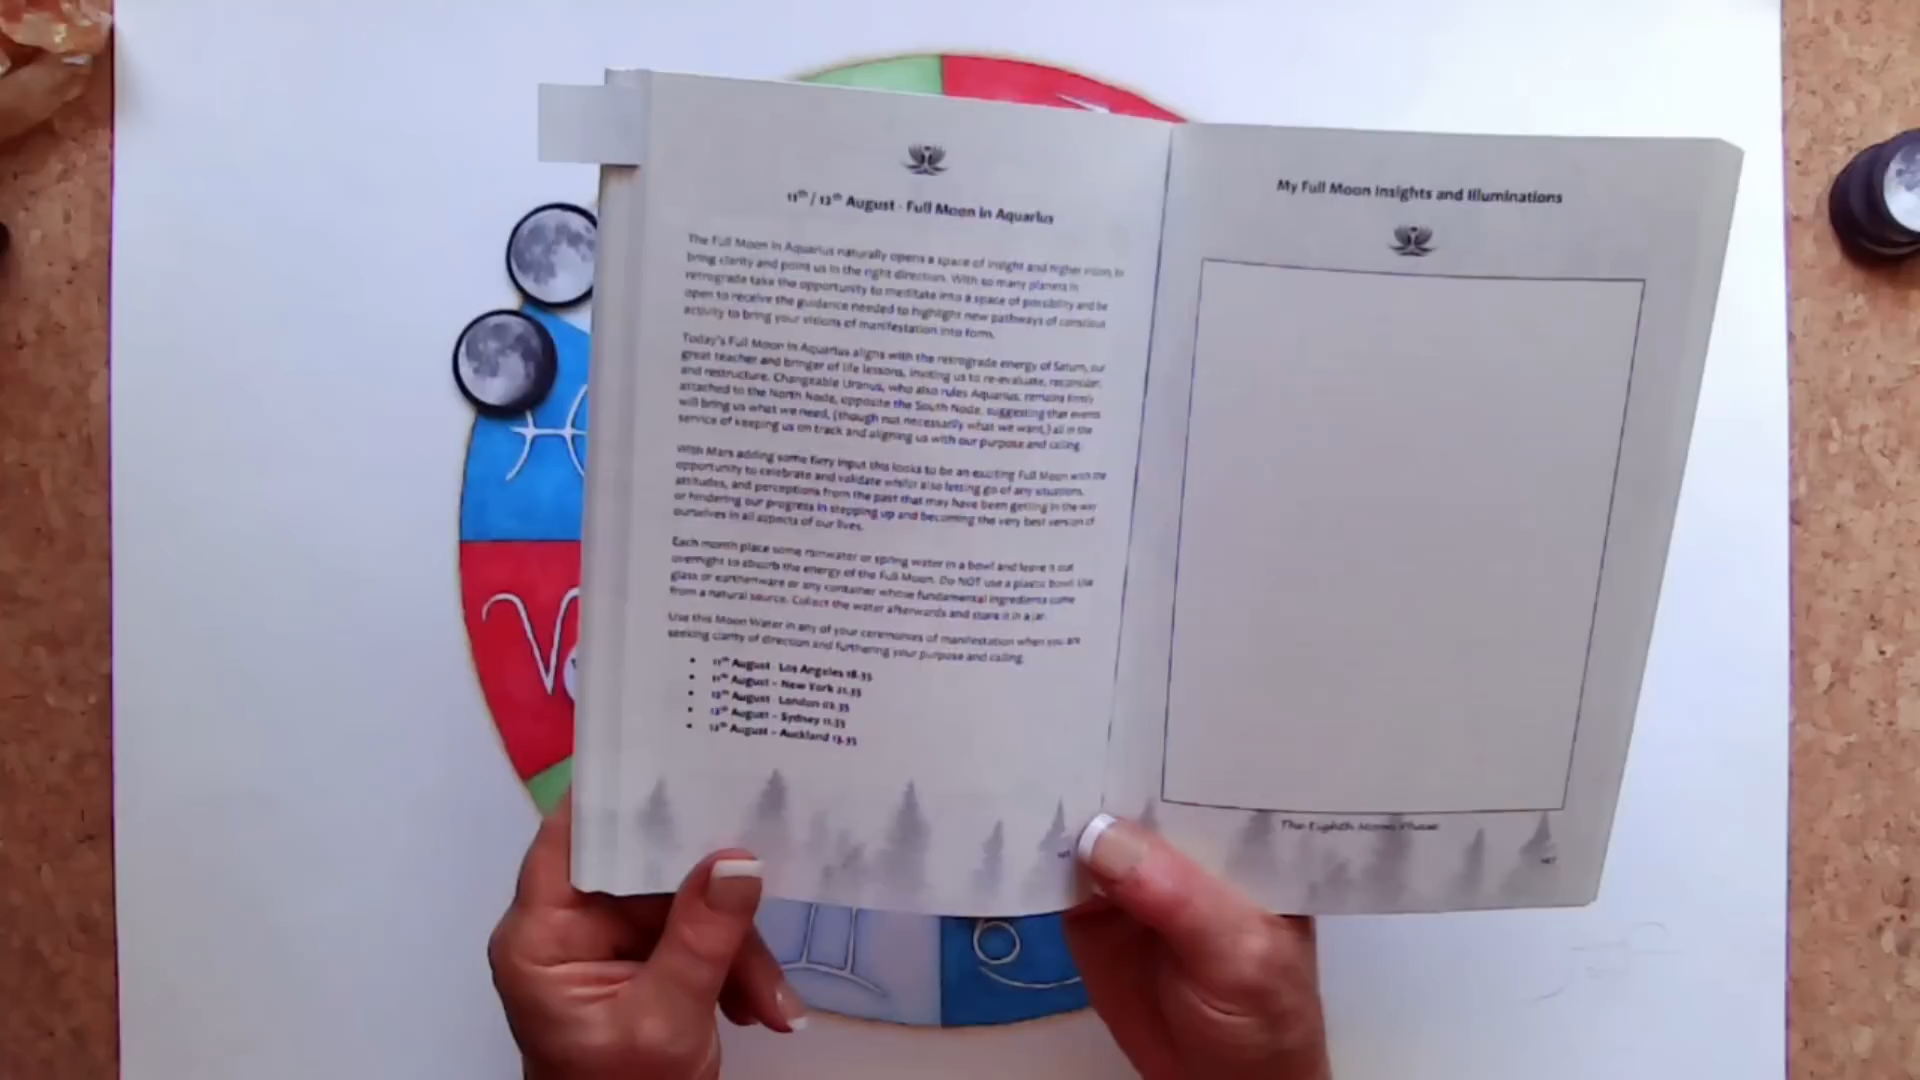 11th / 12th August - Full Moon in Aquarius
The Full Moon in Aquarius naturally opens a space of insight and higher vision to
bring clarity and point us in the right direction. With so many planets in
retrograde take the opportunity to meditate into a space of possibility and be
open to receive the guidance needed to highlight new pathways of conscious
activity to bring your visions of manifestation into form.
Today's Full Moon in Aquarius aligns with the retrograde energy of Saturn, our
great teacher and bringer of life lessons, inviting us to re-evaluate, reconsider,
and restructure. Changeable Uranus, who also rules Aquarius, remains firmly
attached to the North Node, opposite the South Node, suggesting that events
will bring us what we need, (though not necessarily what we want,) all in the
service of keeping us on track and aligning us with our purpose and calling.
With Mars adding some fiery input this looks to be an exciting Full Moon with the
opportunity to celebrate and validate whilst also letting go of any situations,
attitudes, and perceptions from the past that may have been getting in the way
or hindering our progress in stepping up and becoming the very best version of
ourselves in all aspects of our lives.
Each month place some rainwater or spring water in a bowl and leave it out
overnight to absorb the energy of the Full Moon. Do NOT use a plastic bowl. Use
glass or earthenware or any container whose fundamental ingredients come
from a natural source. Collect the water afterwards and store it in a jar.
Use this Moon Water in any of your ceremonies of manifestation when you are
seeking clarity of direction and furthering your purpose and calling.
• 11th August - Los Angeles 18.35
• 11th August – New York 21.35
• 12th August - London 02.35
• 12th August – Sydney 11.35
• 12th August – Auckland 13.35
My Full Moon Insights and Illuminations
The Eighth Moon Phase